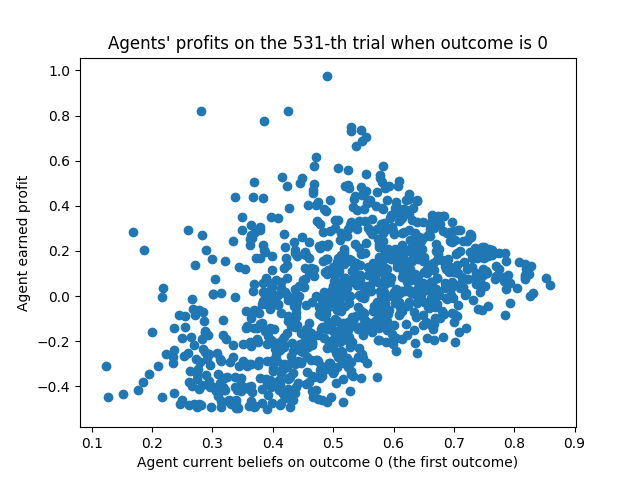 Agents' profits on the 531-th trial when outcome is 0
1.0
0.8
0.6
0.4
0.2
0.0
−0.2
−0.4
Agent earned profit
0.1 0.2 0.3 0.4 0.5 0.6 0.7 0.8 0.9
Agent current beliefs on outcome 0 (the first outcome)